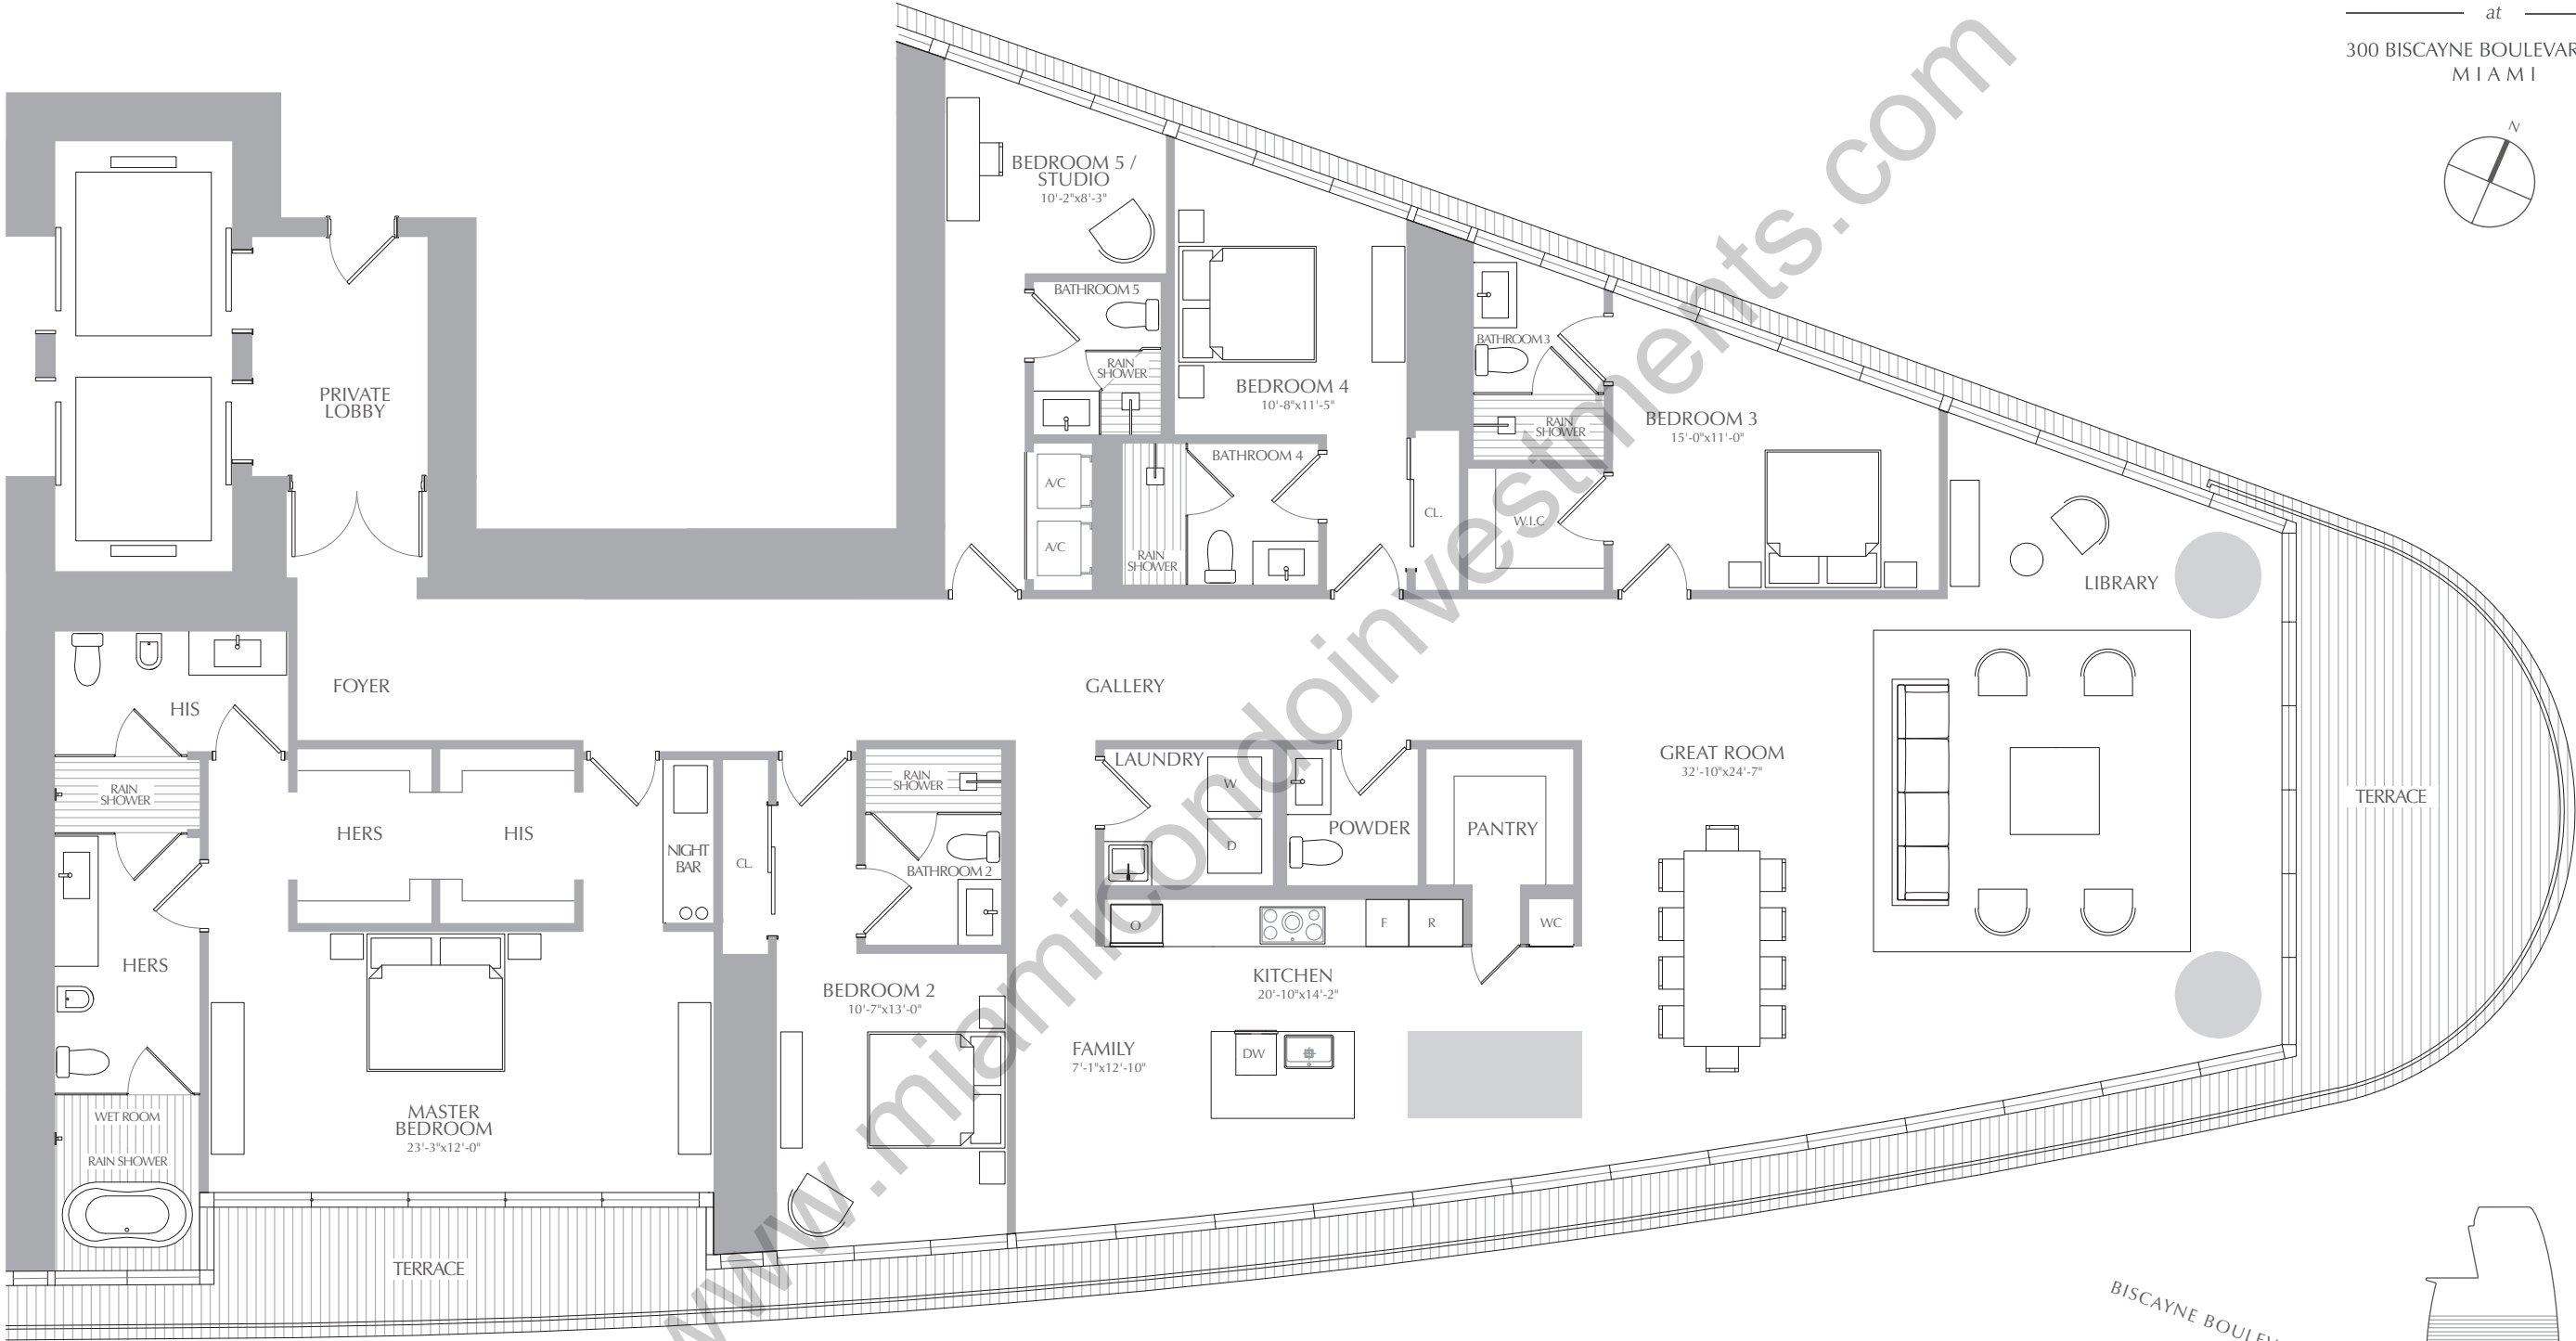 at
300 BISCAYNE BOULEVAR
MIAMI
N
BEDROOM 5 /
STUDIO
10'-2"x8'-3"
BATHROOM 5
RAIN
SHOWER
BEDROOM 4
10'-8"x11'-5"
BATHROOM 3
RAIN
SHOWER
BEDROOM 3
15'-0"x11'-0"
PRIVATE
LOBBY
A/C
A/C
BATHROOM 4
RAIN
SHOWER
CL.
W.I.C
LIBRARY
HIS
FOYER
GALLERY
RAIN
SHOWER
HERS
HIS
NIGHT
BAR
CL.
RAIN
SHOWER
BATHROOM 2
LAUNDRY
W
D
POWDER
PANTRY
GREAT ROOM
32'-10"x24'-7"
TERRACE
HERS
O
F
R
WC
KITCHEN
20'-10"x14'-2"
BEDROOM 2
10'-7"x13'-0"
FAMILY
7'-1"x12'-10"
DW
WET ROOM
RAIN SHOWER
MASTER
BEDROOM
23'-3"x12'-0"
TERRACE
BISCAYNE BOULEV
www.miamicondoinvestments.com